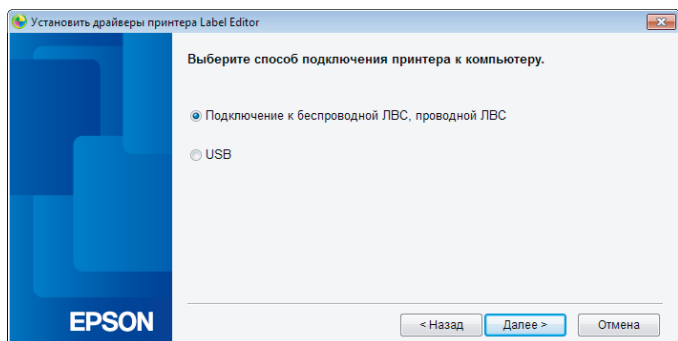 Установить драйверы принтера Label Editor
Выберите способ подключения принтера к компьютеру.
Подключение к беспроводной ЛВС, проводной ЛВС
USB
EPSON
< Назад
Далее >
Отмена